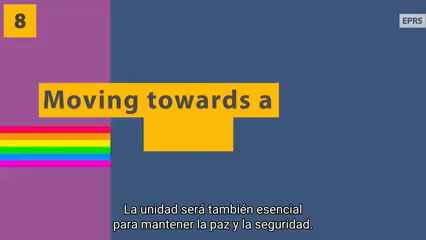 8
EPRS
Moving towards a
La unidad será también esencial
para mantener la paz y la seguridad.